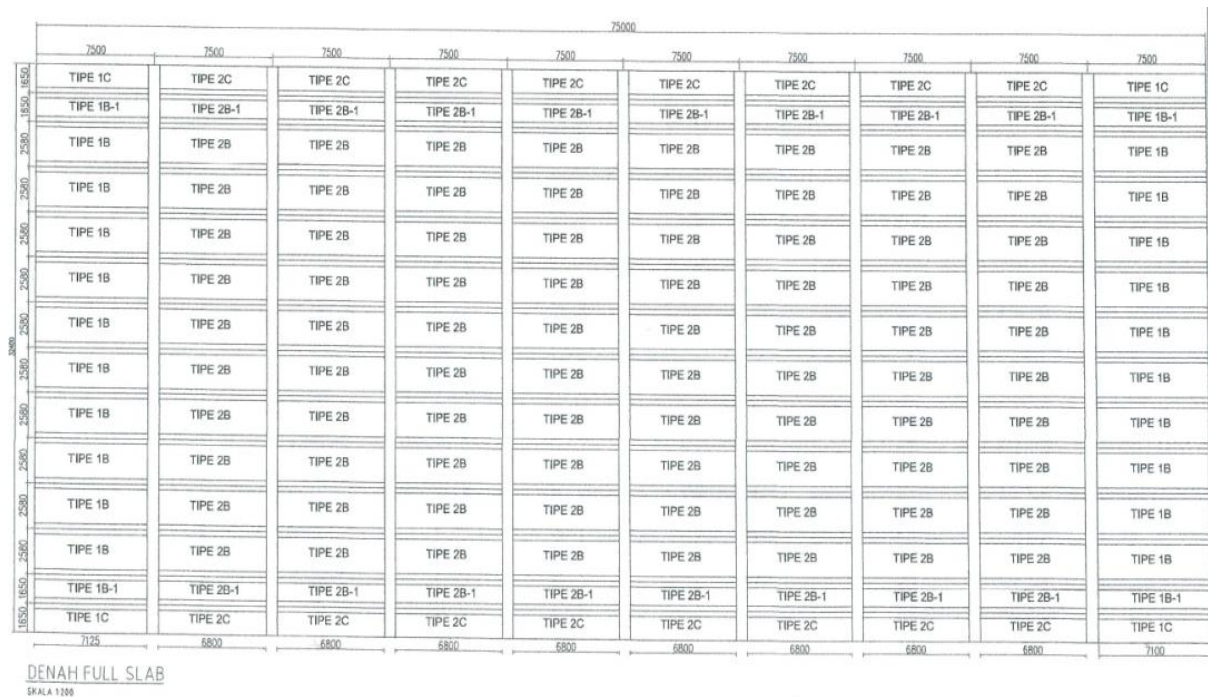 75000
7500 7500 7500 7500 7500 7500 7500 7500 7500 7500
1650 TIPE 1C TIPE 2C TIPE 2C TIPE 2C TIPE 2C TIPE 2C TIPE 2C TIPE 2C TIPE 2C TIPE 1C
1650 TIPE 1B-1 TIPE 2B-1 TIPE 2B-1 TIPE 2B-1 TIPE 2B-1 TIPE 2B-1 TIPE 2B-1 TIPE 2B-1 TIPE 2B-1 TIPE 1B-1
2580 TIPE 1B TIPE 2B TIPE 2B TIPE 2B TIPE 2B TIPE 2B TIPE 2B TIPE 2B TIPE 2B TIPE 1B
2580 TIPE 1B TIPE 2B TIPE 2B TIPE 2B TIPE 2B TIPE 2B TIPE 2B TIPE 2B TIPE 2B TIPE 1B
2580 TIPE 1B TIPE 2B TIPE 2B TIPE 2B TIPE 2B TIPE 2B TIPE 2B TIPE 2B TIPE 2B TIPE 1B
2580 TIPE 1B TIPE 2B TIPE 2B TIPE 2B TIPE 2B TIPE 2B TIPE 2B TIPE 2B TIPE 2B TIPE 1B
2580 TIPE 1B TIPE 2B TIPE 2B TIPE 2B TIPE 2B TIPE 2B TIPE 2B TIPE 2B TIPE 2B TIPE 1B
2580 TIPE 1B TIPE 2B TIPE 2B TIPE 2B TIPE 2B TIPE 2B TIPE 2B TIPE 2B TIPE 2B TIPE 1B
2580 TIPE 1B TIPE 2B TIPE 2B TIPE 2B TIPE 2B TIPE 2B TIPE 2B TIPE 2B TIPE 2B TIPE 1B
2580 TIPE 1B TIPE 2B TIPE 2B TIPE 2B TIPE 2B TIPE 2B TIPE 2B TIPE 2B TIPE 2B TIPE 1B
2580 TIPE 1B TIPE 2B TIPE 2B TIPE 2B TIPE 2B TIPE 2B TIPE 2B TIPE 2B TIPE 2B TIPE 1B
2580 TIPE 1B TIPE 2B TIPE 2B TIPE 2B TIPE 2B TIPE 2B TIPE 2B TIPE 2B TIPE 2B TIPE 1B
1650 TIPE 1B-1 TIPE 2B-1 TIPE 2B-1 TIPE 2B-1 TIPE 2B-1 TIPE 2B-1 TIPE 2B-1 TIPE 2B-1 TIPE 2B-1 TIPE 1B-1
1650 TIPE 1C TIPE 2C TIPE 2C TIPE 2C TIPE 2C TIPE 2C TIPE 2C TIPE 2C TIPE 2C TIPE 1C
7125 6800 6800 6800 6800 6800 6800 6800 6800 7100
DENAH FULL SLAB
SKALA 1:200